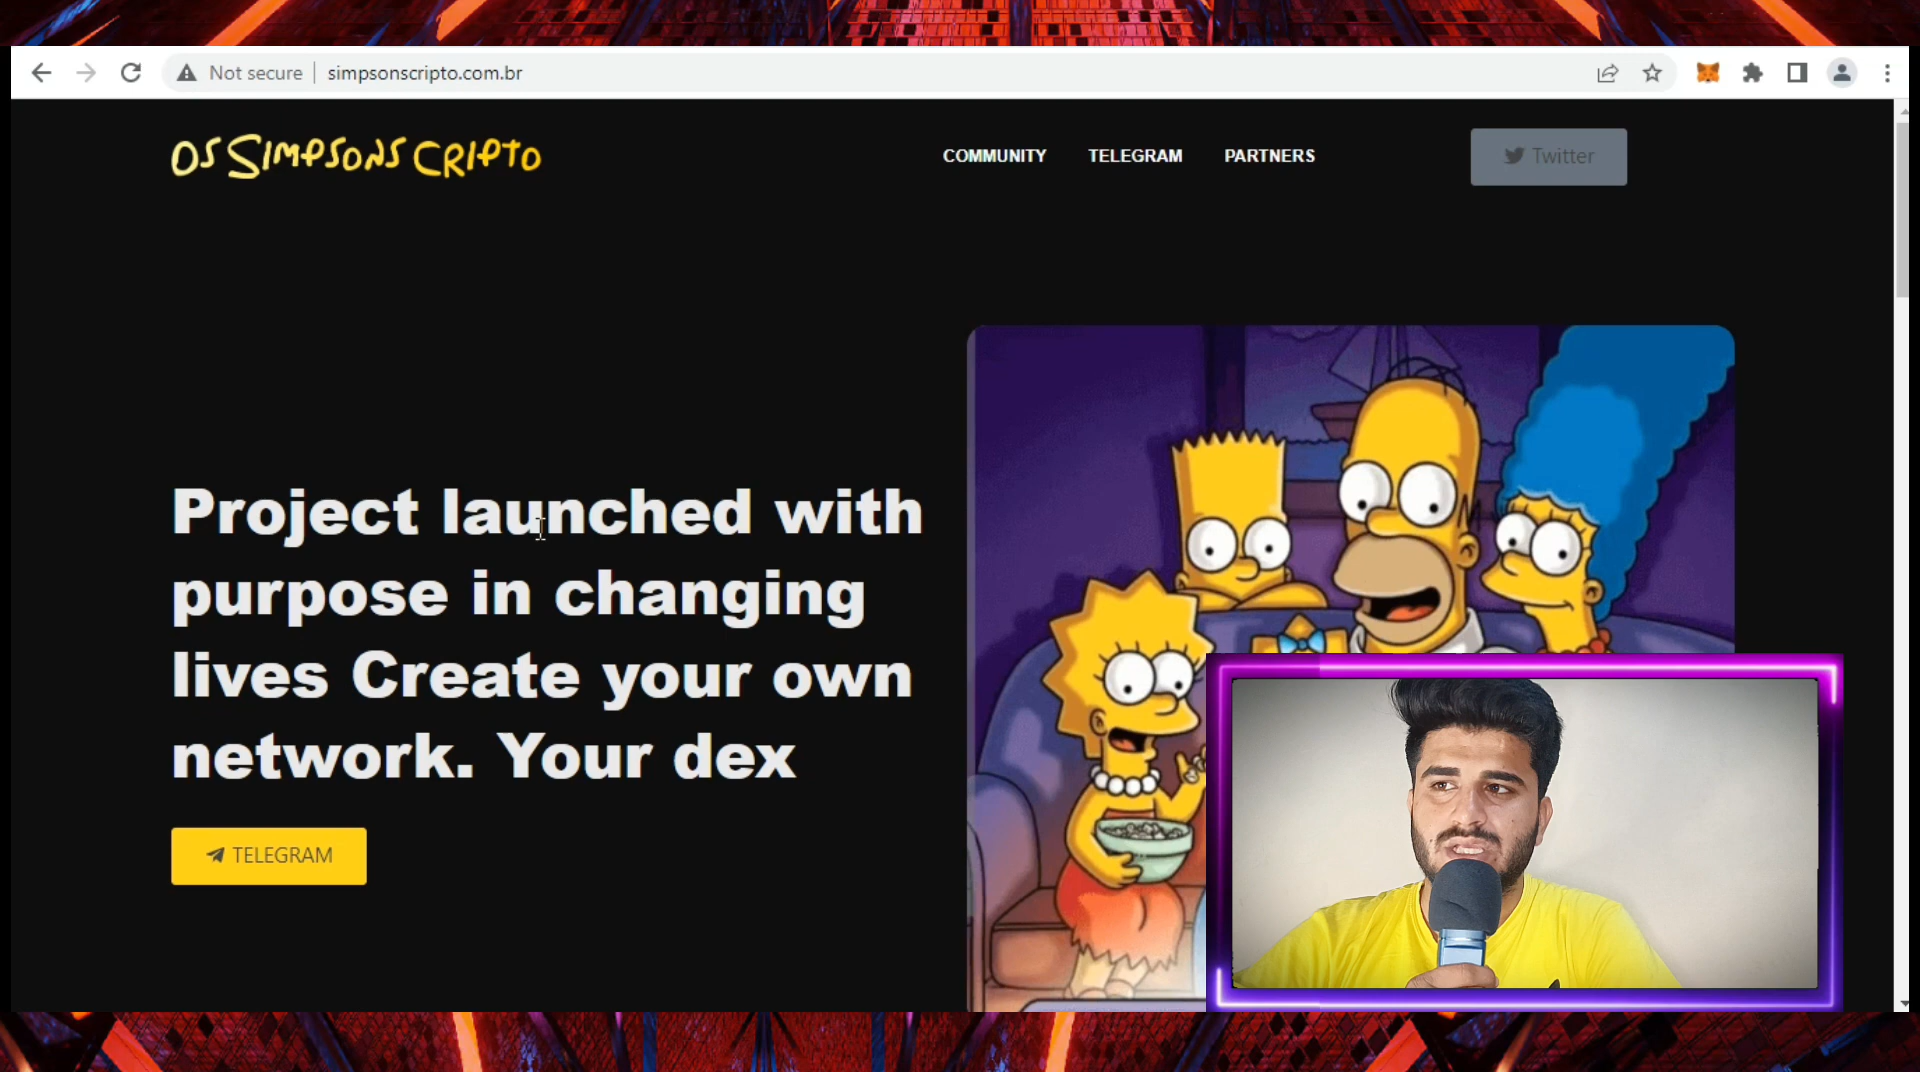 Not secure
simpsonscripto.com.br
OS SIMPSONS CRIPTO
COMMUNITY
TELEGRAM
PARTNERS
Twitter
Project launched with
purpose in changing
lives Create your own
network. Your dex
TELEGRAM